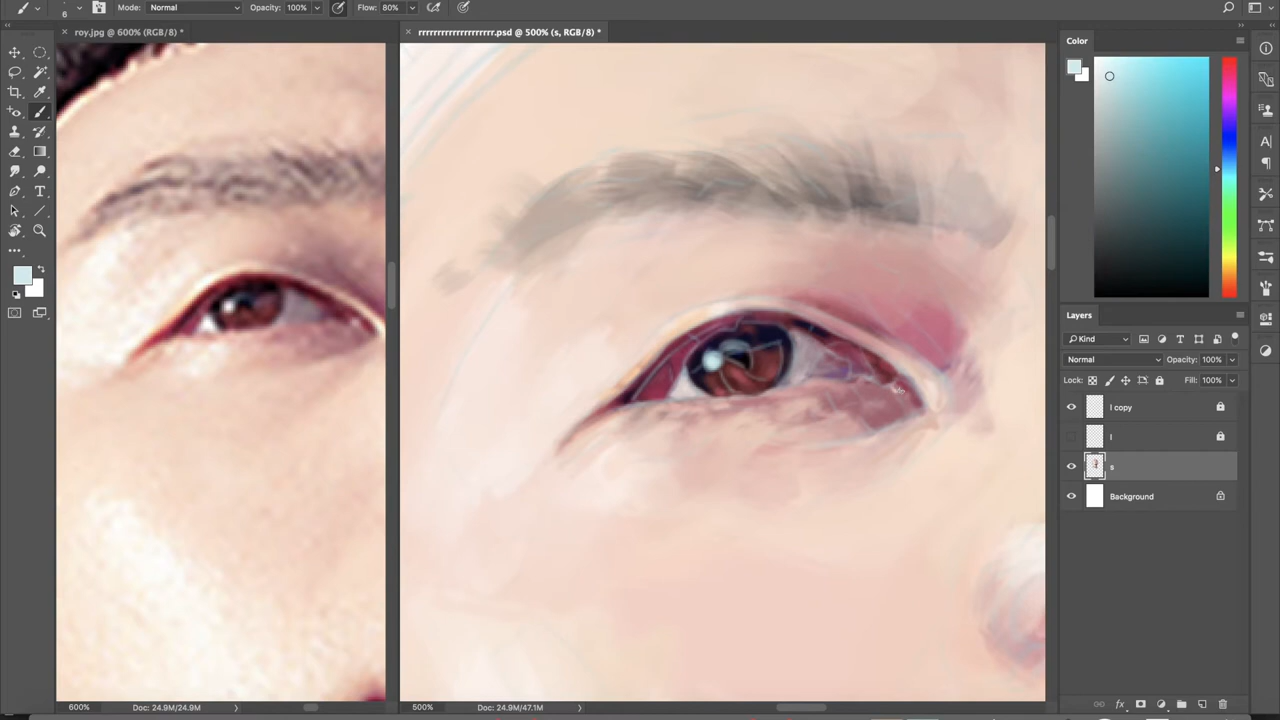 6
Mode: Normal Opacity: 100% Flow: 80%
roy.jpg @ 600% (RGB/8) *
rrrrrrrrrrrrrrrrrrrr.psd @ 500% (s, RGB/8) *
Color
Layers
Kind
Normal Opacity: 100%
Lock: Fill: 100%
l copy
l
s
Background
600% Doc: 24.9M/24.9M
500% Doc: 24.9M/47.1M